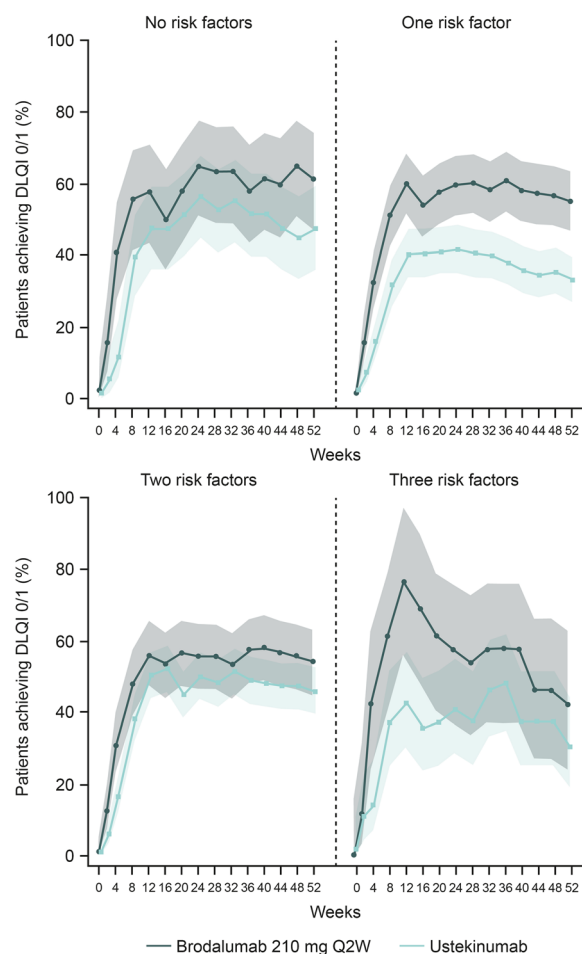 No risk factors
One risk factor
Patients achieving DLQI 0/1 (%)
100
80
60
40
20
0
0 4 8 12 16 20 24 28 32 36 40 44 48 52
0 4 8 12 16 20 24 28 32 36 40 44 48 52
Weeks
Two risk factors
Three risk factors
Patients achieving DLQI 0/1 (%)
100
80
60
40
20
0
0 4 8 12 16 20 24 28 32 36 40 44 48 52
0 4 8 12 16 20 24 28 32 36 40 44 48 52
Weeks
Brodalumab 210 mg Q2W
Ustekinumab